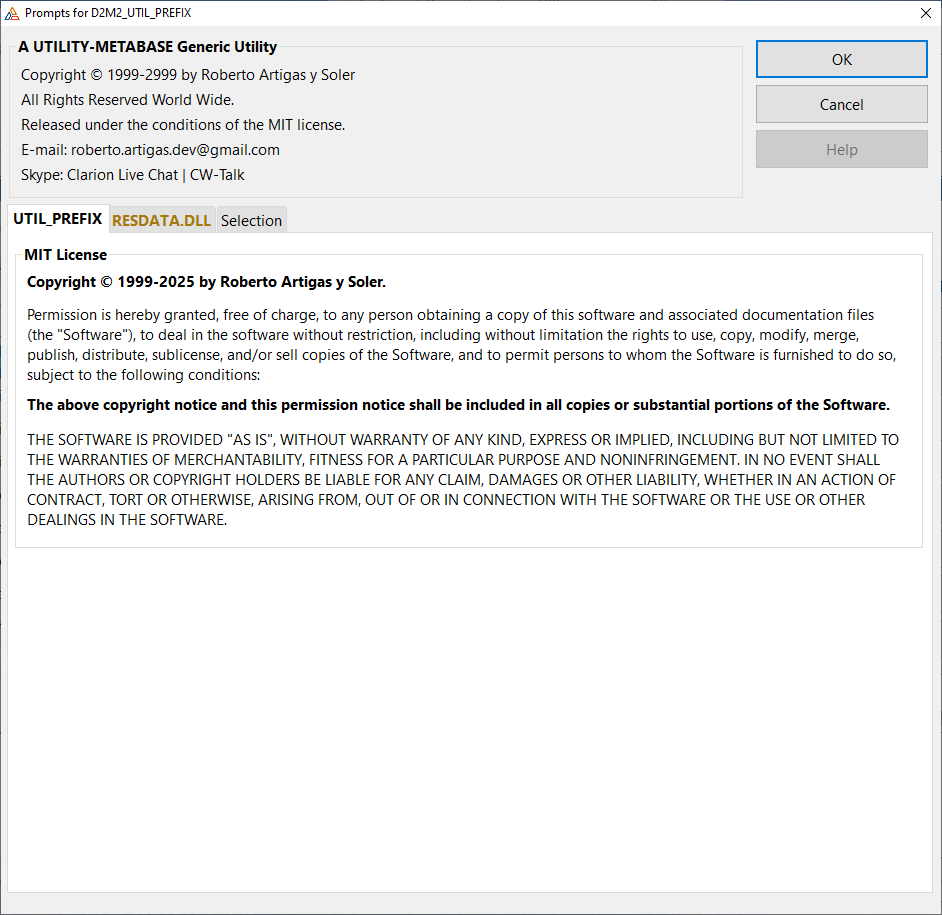 Prompts for D2M2_UTIL_PREFIX
A UTILITY-METABASE Generic Utility
Copyright © 1999-2999 by Roberto Artigas y Soler
All Rights Reserved World Wide.
Released under the conditions of the MIT license.
E-mail: roberto.artigas.dev@gmail.com
Skype: Clarion Live Chat | CW-Talk
OK
Cancel
Help
UTIL_PREFIX RESDATA.DLL Selection
MIT License
Copyright © 1999-2025 by Roberto Artigas y Soler.
Permission is hereby granted, free of charge, to any person obtaining a copy of this software and associated documentation files
(the "Software"), to deal in the software without restriction, including without limitation the rights to use, copy, modify, merge,
publish, distribute, sublicense, and/or sell copies of the Software, and to permit persons to whom the Software is furnished to do so,
subject to the following conditions:
The above copyright notice and this permission notice shall be included in all copies or substantial portions of the Software.
THE SOFTWARE IS PROVIDED "AS IS", WITHOUT WARRANTY OF ANY KIND, EXPRESS OR IMPLIED, INCLUDING BUT NOT LIMITED TO
THE WARRANTIES OF MERCHANTABILITY, FITNESS FOR A PARTICULAR PURPOSE AND NONINFRINGEMENT. IN NO EVENT SHALL
THE AUTHORS OR COPYRIGHT HOLDERS BE LIABLE FOR ANY CLAIM, DAMAGES OR OTHER LIABILITY, WHETHER IN AN ACTION OF
CONTRACT, TORT OR OTHERWISE, ARISING FROM, OUT OF OR IN CONNECTION WITH THE SOFTWARE OR THE USE OR OTHER
DEALINGS IN THE SOFTWARE.